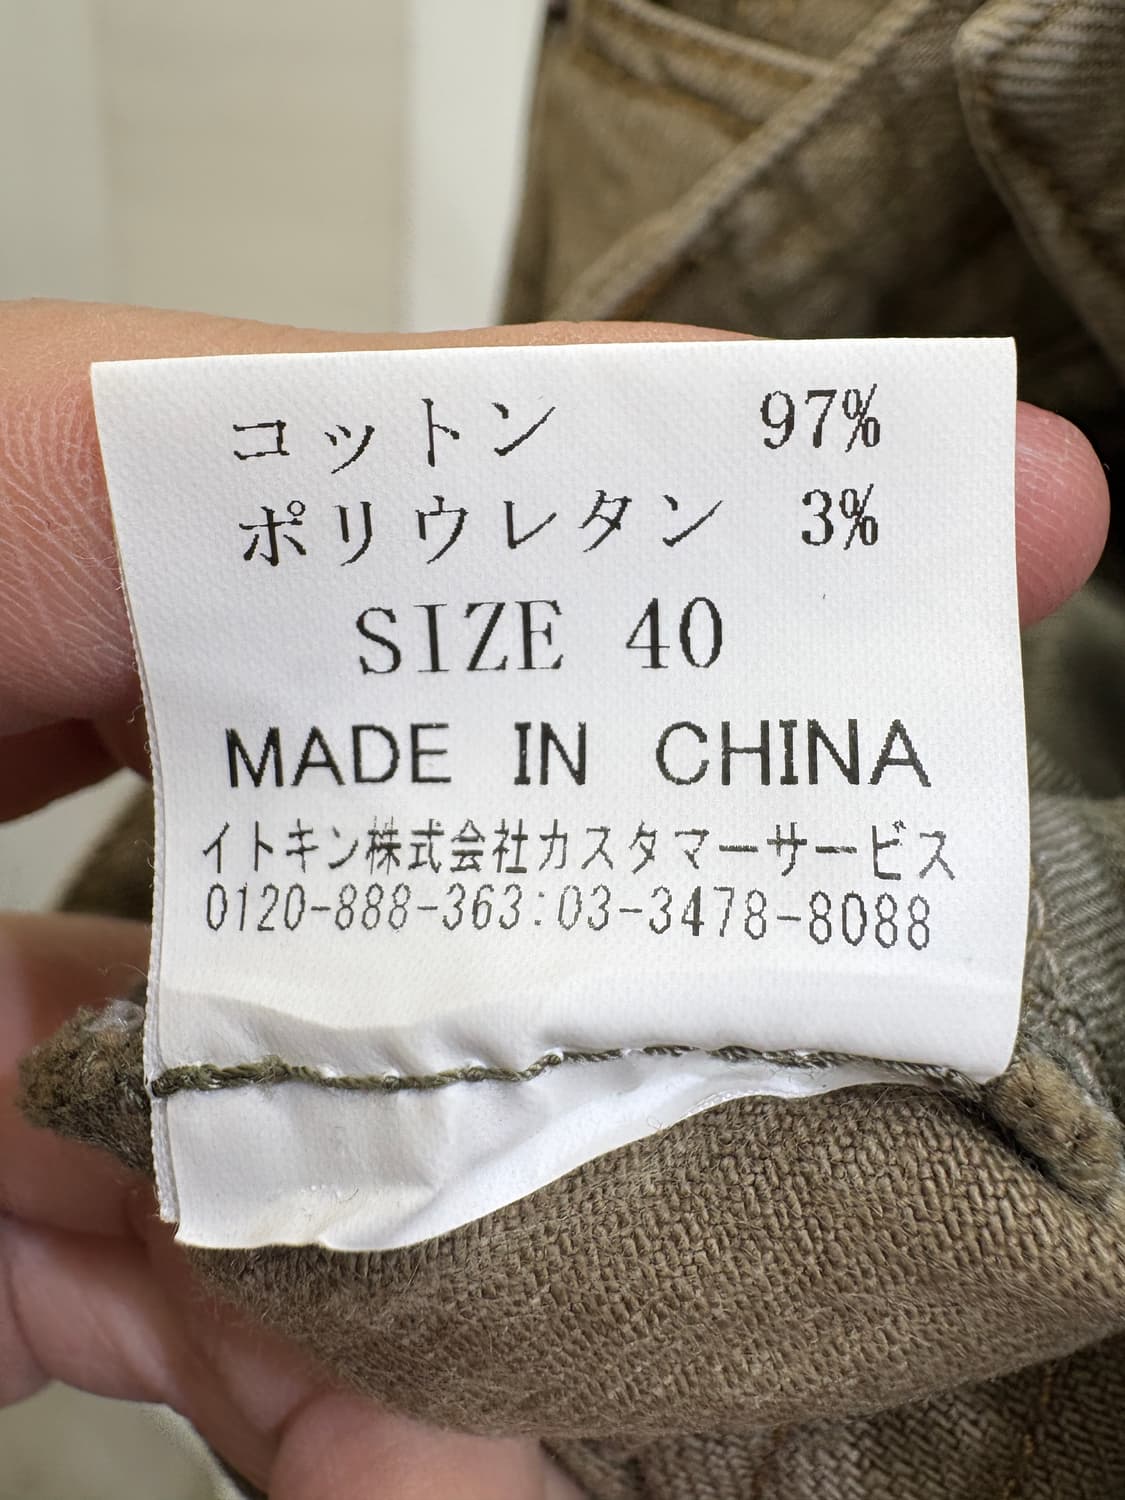 コットン 97%
ポリウレタン 3%
SIZE 40
MADE IN CHINA
イトキン株式会社カスタマーサービス
0120-888-363:03-3478-8088